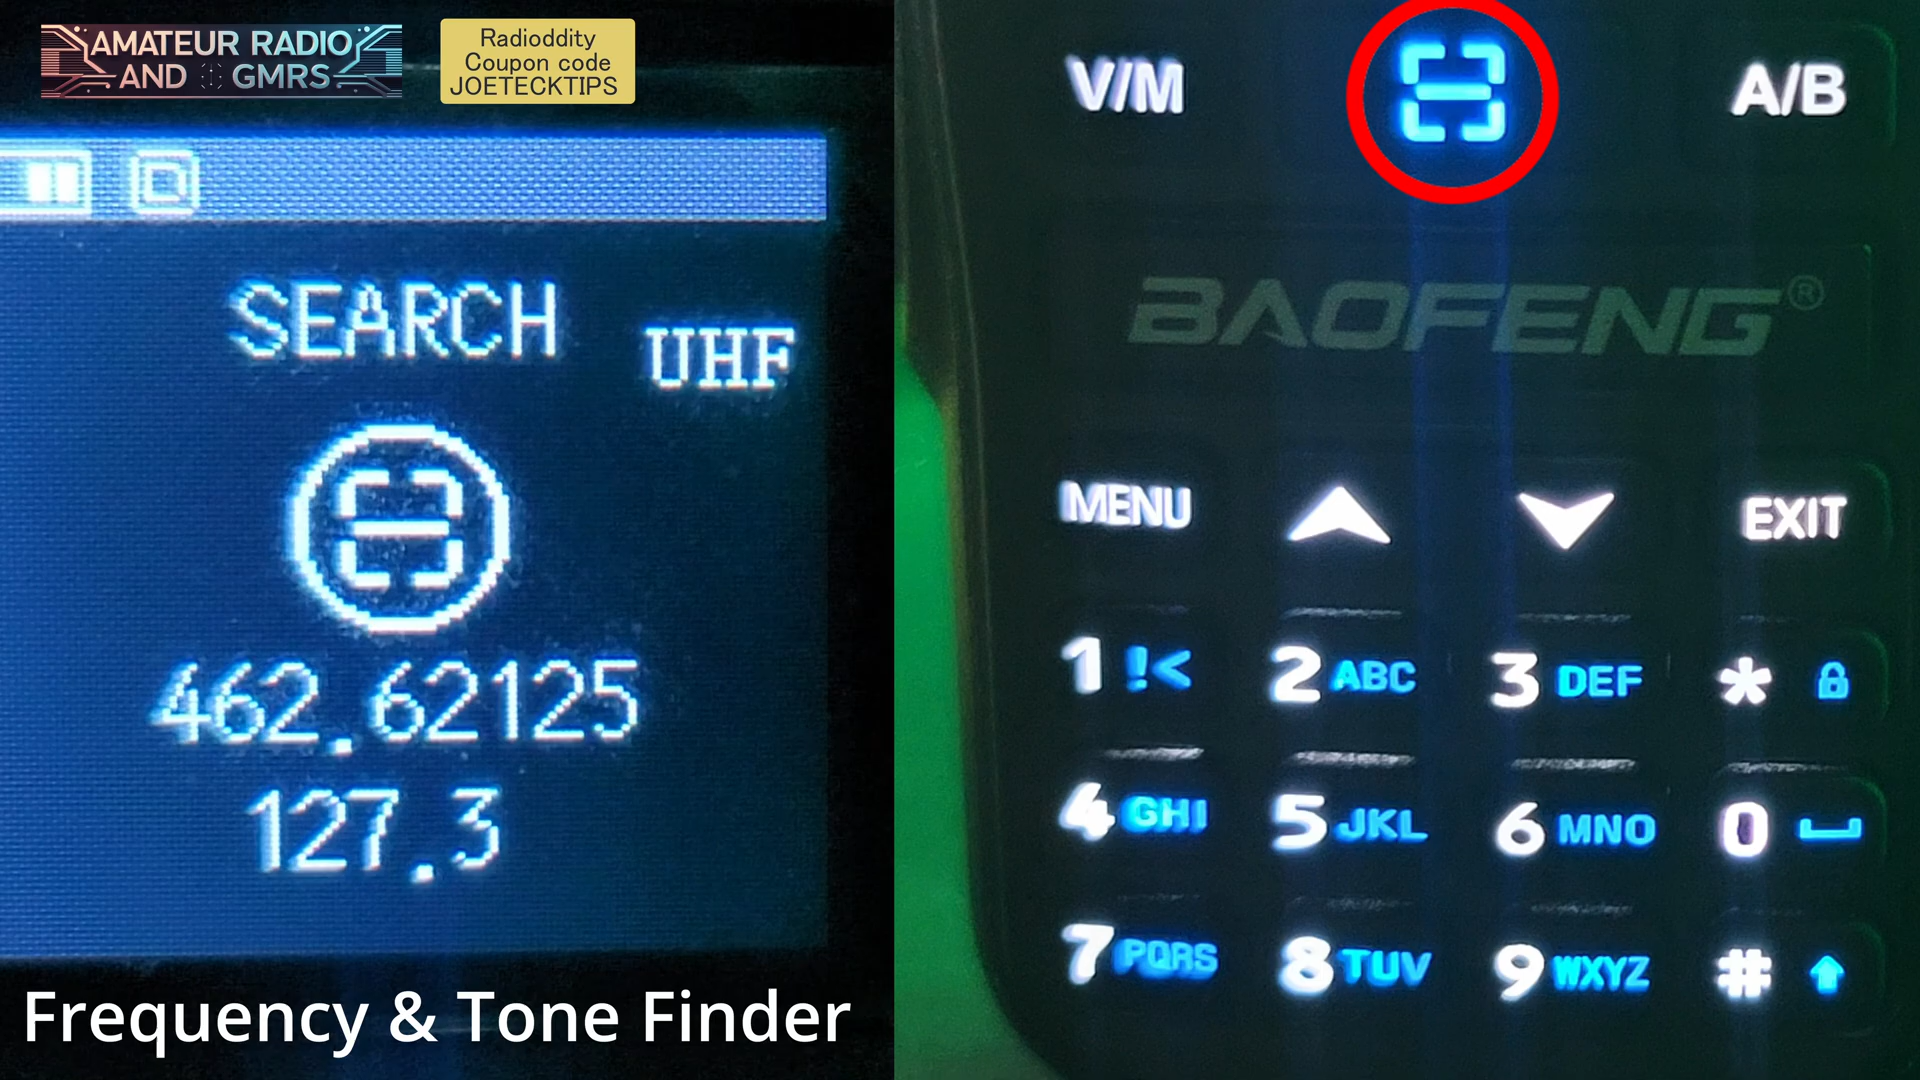 AMATEUR RADIO
AND GMRS
Radioddity
Coupon code
JOETECKTIPS
SEARCH
UHF
462.62125
127.3
Frequency & Tone Finder
V/M
A/B
BAOFENG®
MENU
EXIT
1 !<
2 ABC
3 DEF
*
4 GHI
5 JKL
6 MNO
0
7 PQRS
8 TUV
9 WXYZ
#